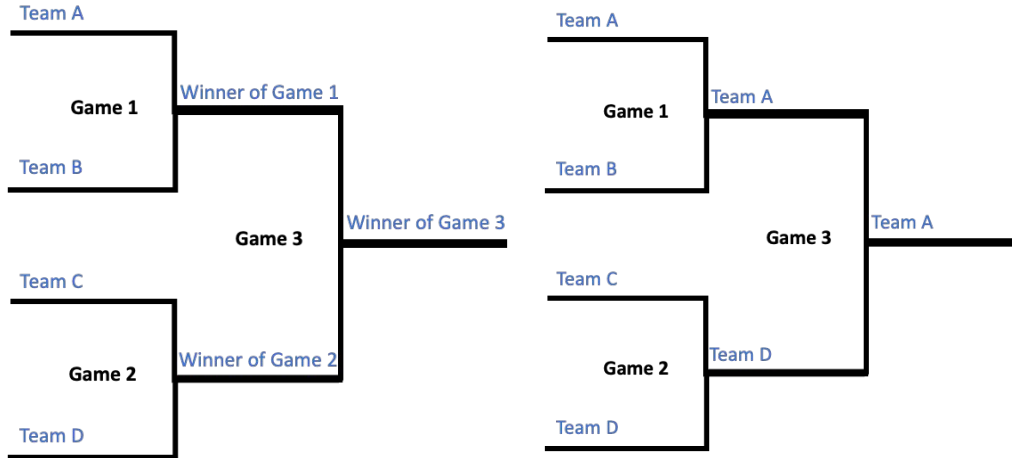 Team A
Winner of Game 1
Game 1
Team B
Winner of Game 3
Game 3
Team C
Winner of Game 2
Game 2
Team D
Team A
Team A
Game 1
Team B
Team A
Game 3
Team C
Team D
Game 2
Team D